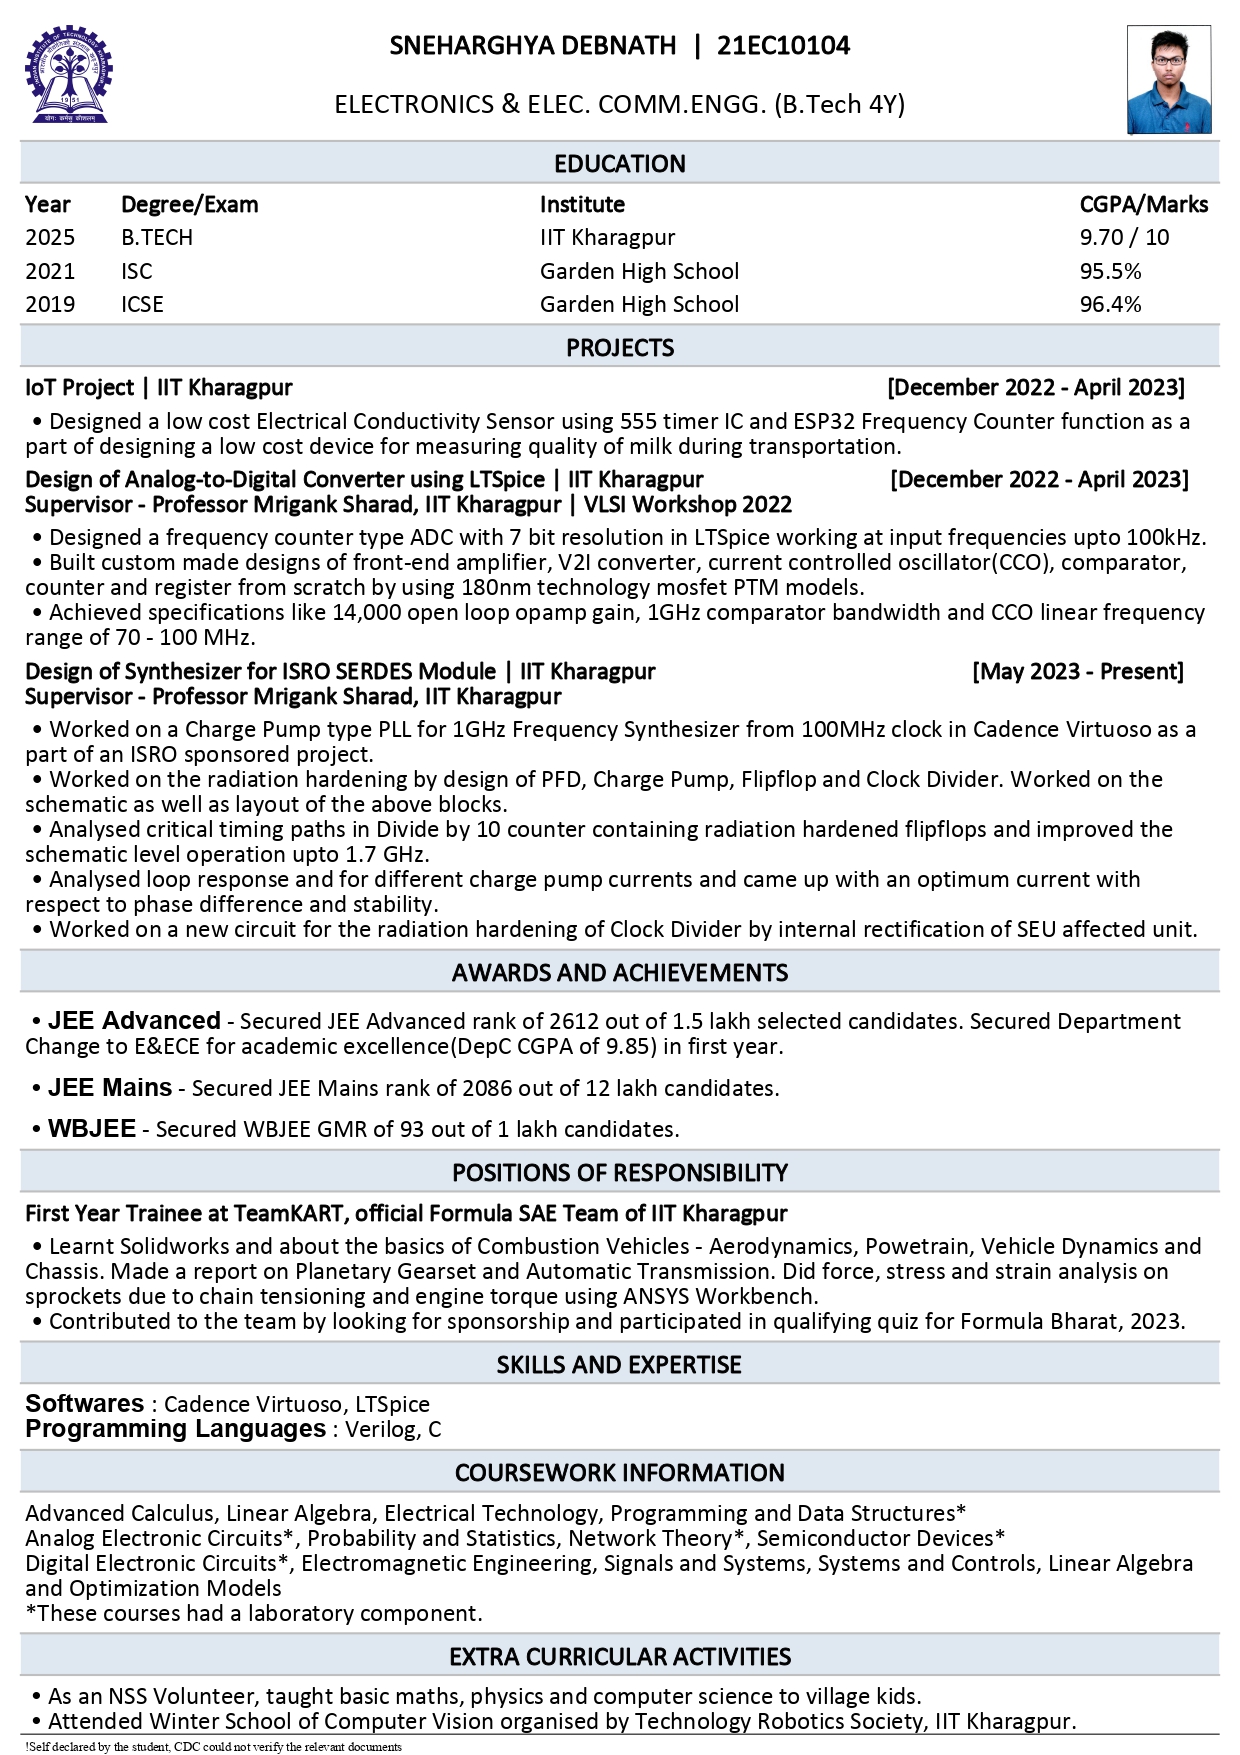 SNEHARGHYA DEBNATH | 21EC10104
ELECTRONICS & ELEC. COMM.ENGG. (B.Tech 4Y)
EDUCATION
Year Degree/Exam Institute CGPA/Marks
2025 B.TECH IIT Kharagpur 9.70 / 10
2021 ISC Garden High School 95.5%
2019 ICSE Garden High School 96.4%
PROJECTS
IoT Project | IIT Kharagpur [December 2022 - April 2023]
• Designed a low cost Electrical Conductivity Sensor using 555 timer IC and ESP32 Frequency Counter function as a
part of designing a low cost device for measuring quality of milk during transportation.
Design of Analog-to-Digital Converter using LTSpice | IIT Kharagpur [December 2022 - April 2023]
Supervisor - Professor Mrigank Sharad, IIT Kharagpur | VLSI Workshop 2022
• Designed a frequency counter type ADC with 7 bit resolution in LTSpice working at input frequencies upto 100kHz.
• Built custom made designs of front-end amplifier, V2I converter, current controlled oscillator(CCO), comparator,
counter and register from scratch by using 180nm technology mosfet PTM models.
• Achieved specifications like 14,000 open loop opamp gain, 1GHz comparator bandwidth and CCO linear frequency
range of 70 - 100 MHz.
Design of Synthesizer for ISRO SERDES Module | IIT Kharagpur [May 2023 - Present]
Supervisor - Professor Mrigank Sharad, IIT Kharagpur
• Worked on a Charge Pump type PLL for 1GHz Frequency Synthesizer from 100MHz clock in Cadence Virtuoso as a
part of an ISRO sponsored project.
• Worked on the radiation hardening by design of PFD, Charge Pump, Flipflop and Clock Divider. Worked on the
schematic as well as layout of the above blocks.
• Analysed critical timing paths in Divide by 10 counter containing radiation hardened flipflops and improved the
schematic level operation upto 1.7 GHz.
• Analysed loop response and for different charge pump currents and came up with an optimum current with
respect to phase difference and stability.
• Worked on a new circuit for the radiation hardening of Clock Divider by internal rectification of SEU affected unit.
AWARDS AND ACHIEVEMENTS
• JEE Advanced - Secured JEE Advanced rank of 2612 out of 1.5 lakh selected candidates. Secured Department
Change to E&ECE for academic excellence(DepC CGPA of 9.85) in first year.
• JEE Mains - Secured JEE Mains rank of 2086 out of 12 lakh candidates.
• WBJEE - Secured WBJEE GMR of 93 out of 1 lakh candidates.
POSITIONS OF RESPONSIBILITY
First Year Trainee at TeamKART, official Formula SAE Team of IIT Kharagpur
• Learnt Solidworks and about the basics of Combustion Vehicles - Aerodynamics, Powetrain, Vehicle Dynamics and
Chassis. Made a report on Planetary Gearset and Automatic Transmission. Did force, stress and strain analysis on
sprockets due to chain tensioning and engine torque using ANSYS Workbench.
• Contributed to the team by looking for sponsorship and participated in qualifying quiz for Formula Bharat, 2023.
SKILLS AND EXPERTISE
Softwares : Cadence Virtuoso, LTSpice
Programming Languages : Verilog, C
COURSEWORK INFORMATION
Advanced Calculus, Linear Algebra, Electrical Technology, Programming and Data Structures*
Analog Electronic Circuits*, Probability and Statistics, Network Theory*, Semiconductor Devices*
Digital Electronic Circuits*, Electromagnetic Engineering, Signals and Systems, Systems and Controls, Linear Algebra
and Optimization Models
*These courses had a laboratory component.
EXTRA CURRICULAR ACTIVITIES
• As an NSS Volunteer, taught basic maths, physics and computer science to village kids.
• Attended Winter School of Computer Vision organised by Technology Robotics Society, IIT Kharagpur.
!Self declared by the student, CDC could not verify the relevant documents